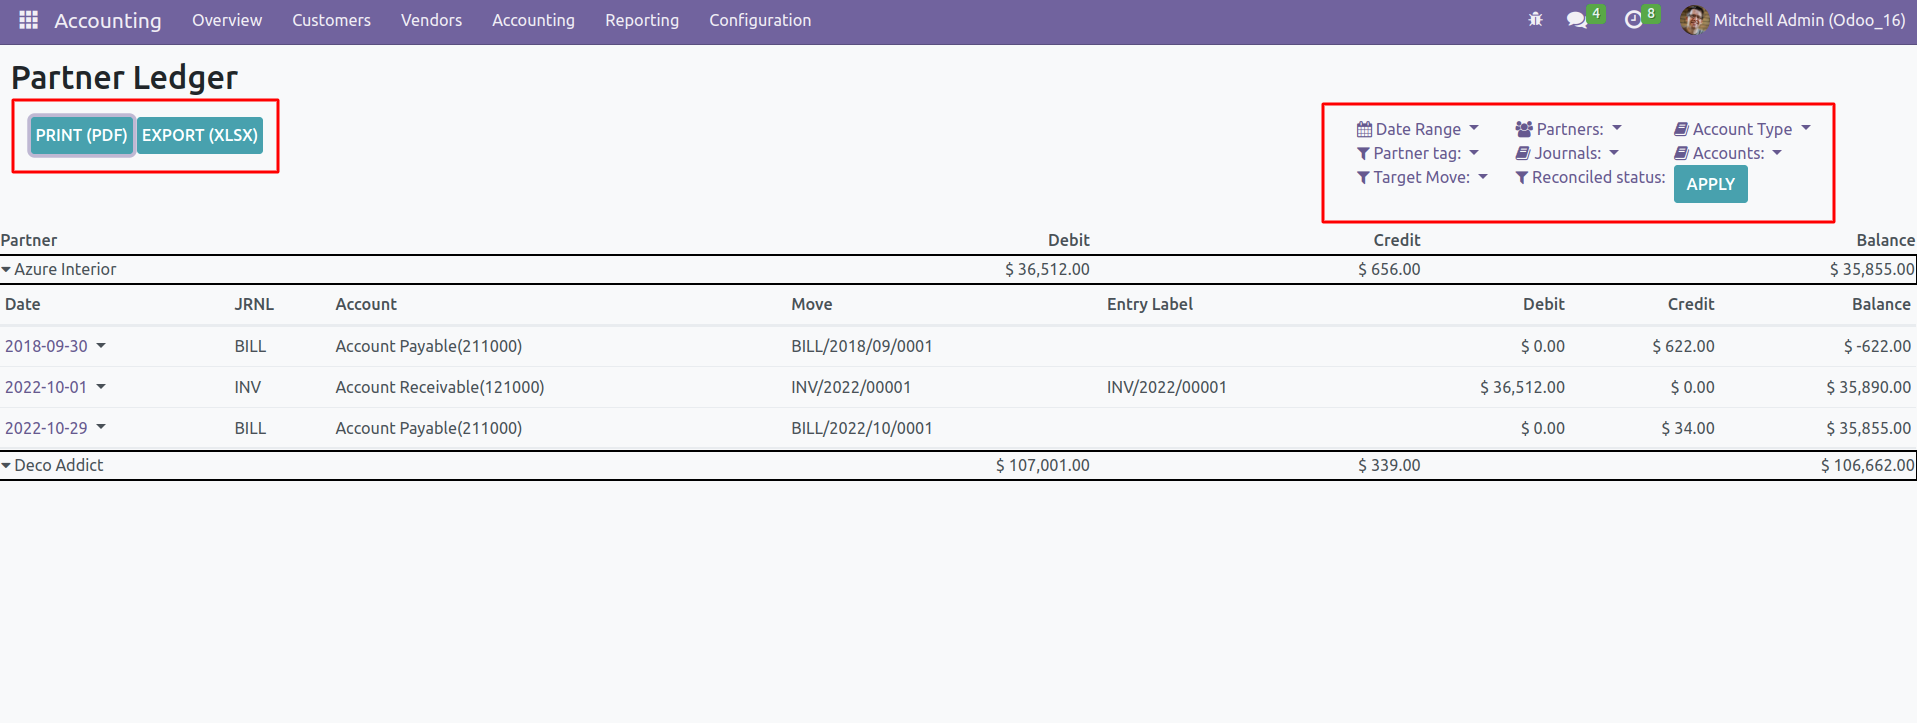 Accounting Overview Customers Vendors Accounting Reporting Configuration 4 8 Mitchell Admin (Odoo_16)
Partner Ledger
PRINT (PDF) EXPORT (XLSX)
Date Range Partners: Account Type
Partner tag: Journals: Accounts:
Target Move: Reconciled status: APPLY
Partner Debit Credit Balance
Azure Interior $ 36,512.00 $ 656.00 $ 35,855.00
Date JRNL Account Move Entry Label Debit Credit Balance
2018-09-30 BILL Account Payable(211000) BILL/2018/09/0001 $ 0.00 $ 622.00 $ -622.00
2022-10-01 INV Account Receivable(121000) INV/2022/00001 INV/2022/00001 $ 36,512.00 $ 0.00 $ 35,890.00
2022-10-29 BILL Account Payable(211000) BILL/2022/10/0001 $ 0.00 $ 34.00 $ 35,855.00
Deco Addict $ 107,001.00 $ 339.00 $ 106,662.00